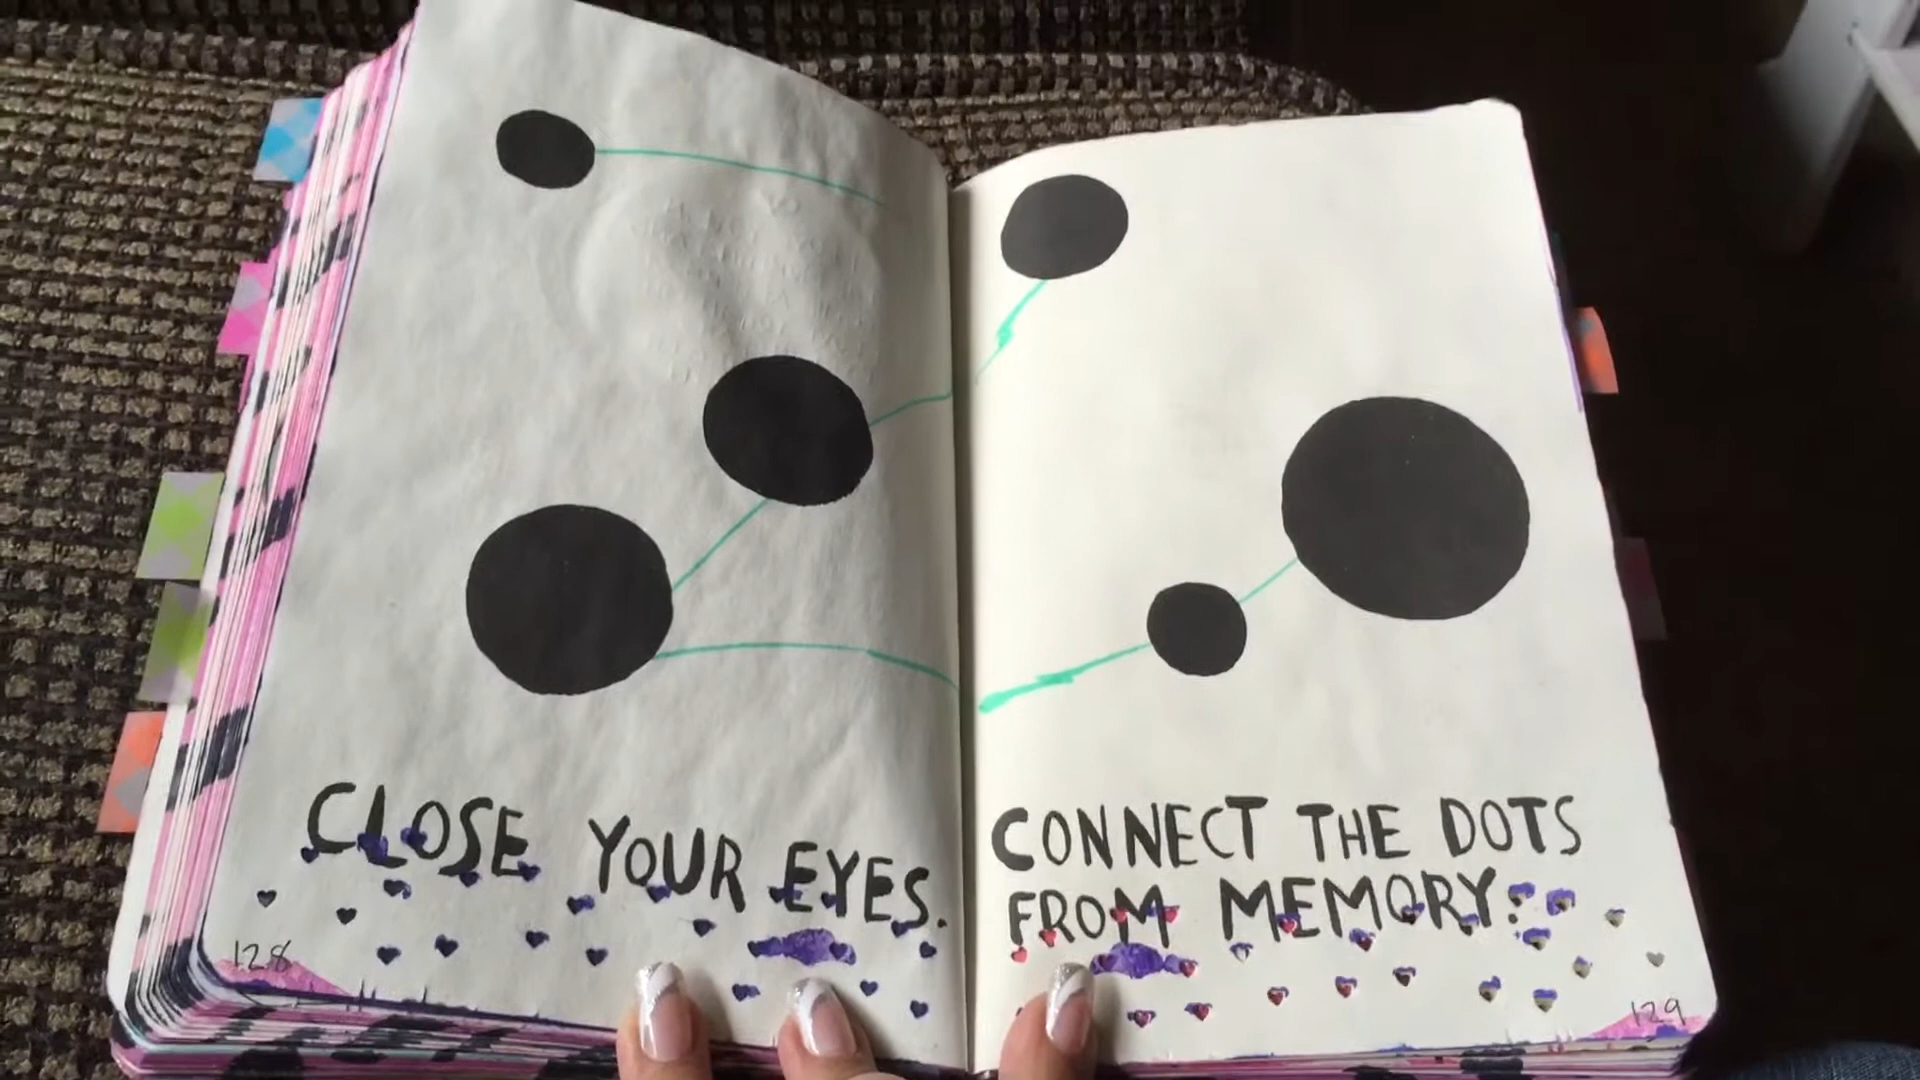 CLOSE YOUR EYES.
128
CONNECT THE DOTS
FROM MEMORY.
129